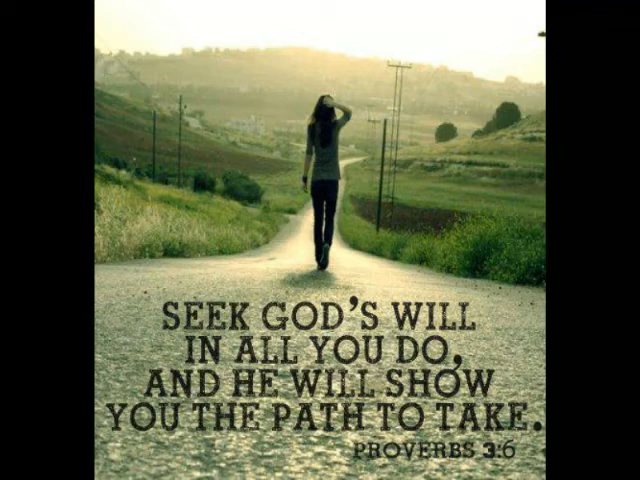 SEEK GOD'S WILL
IN ALL YOU DO,
AND HE WILL SHOW
YOU THE PATH TO TAKE.
PROVERBS 3:6